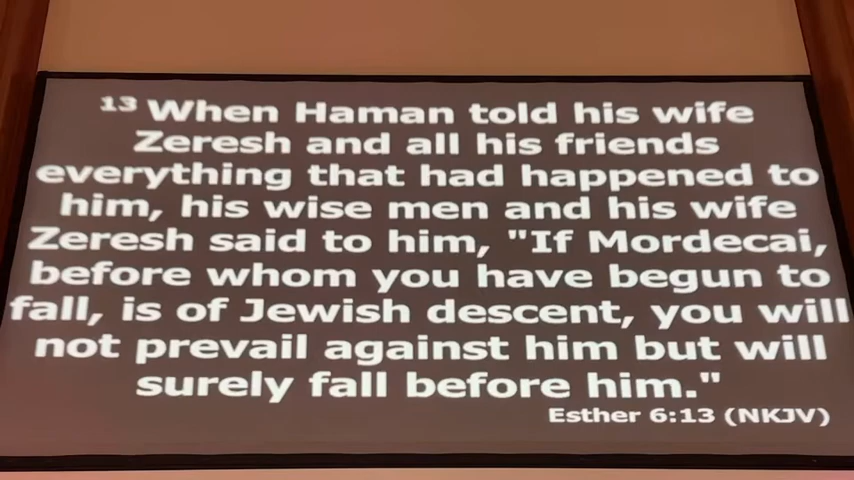 13 When Haman told his wife
Zeresh and all his friends
everything that had happened to
him, his wise men and his wife
Zeresh said to him, "If Mordecai,
before whom you have begun to
fall, is of Jewish descent, you will
not prevail against him but will
surely fall before him."
Esther 6:13 (NKJV)